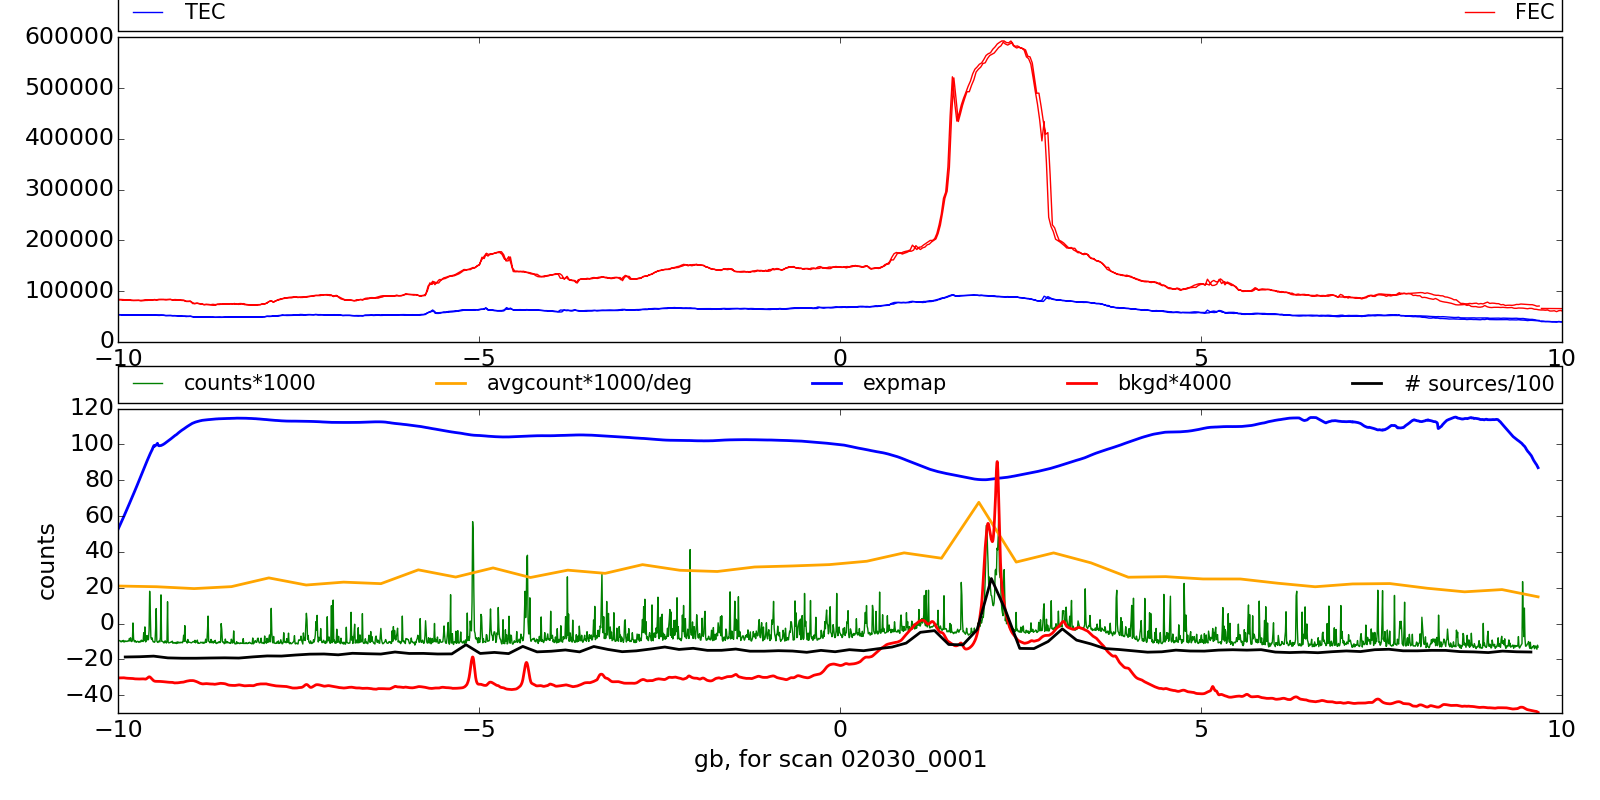 TEC FEC
600000
500000
400000
300000
200000
100000
0
−10 −5 0 5 10
counts*1000 avgcount*1000/deg expmap bkgd*4000 # sources/100
120
100
80
60
40
20
0
−20
−40
counts
−10 −5 0 5 10
gb, for scan 02030_0001